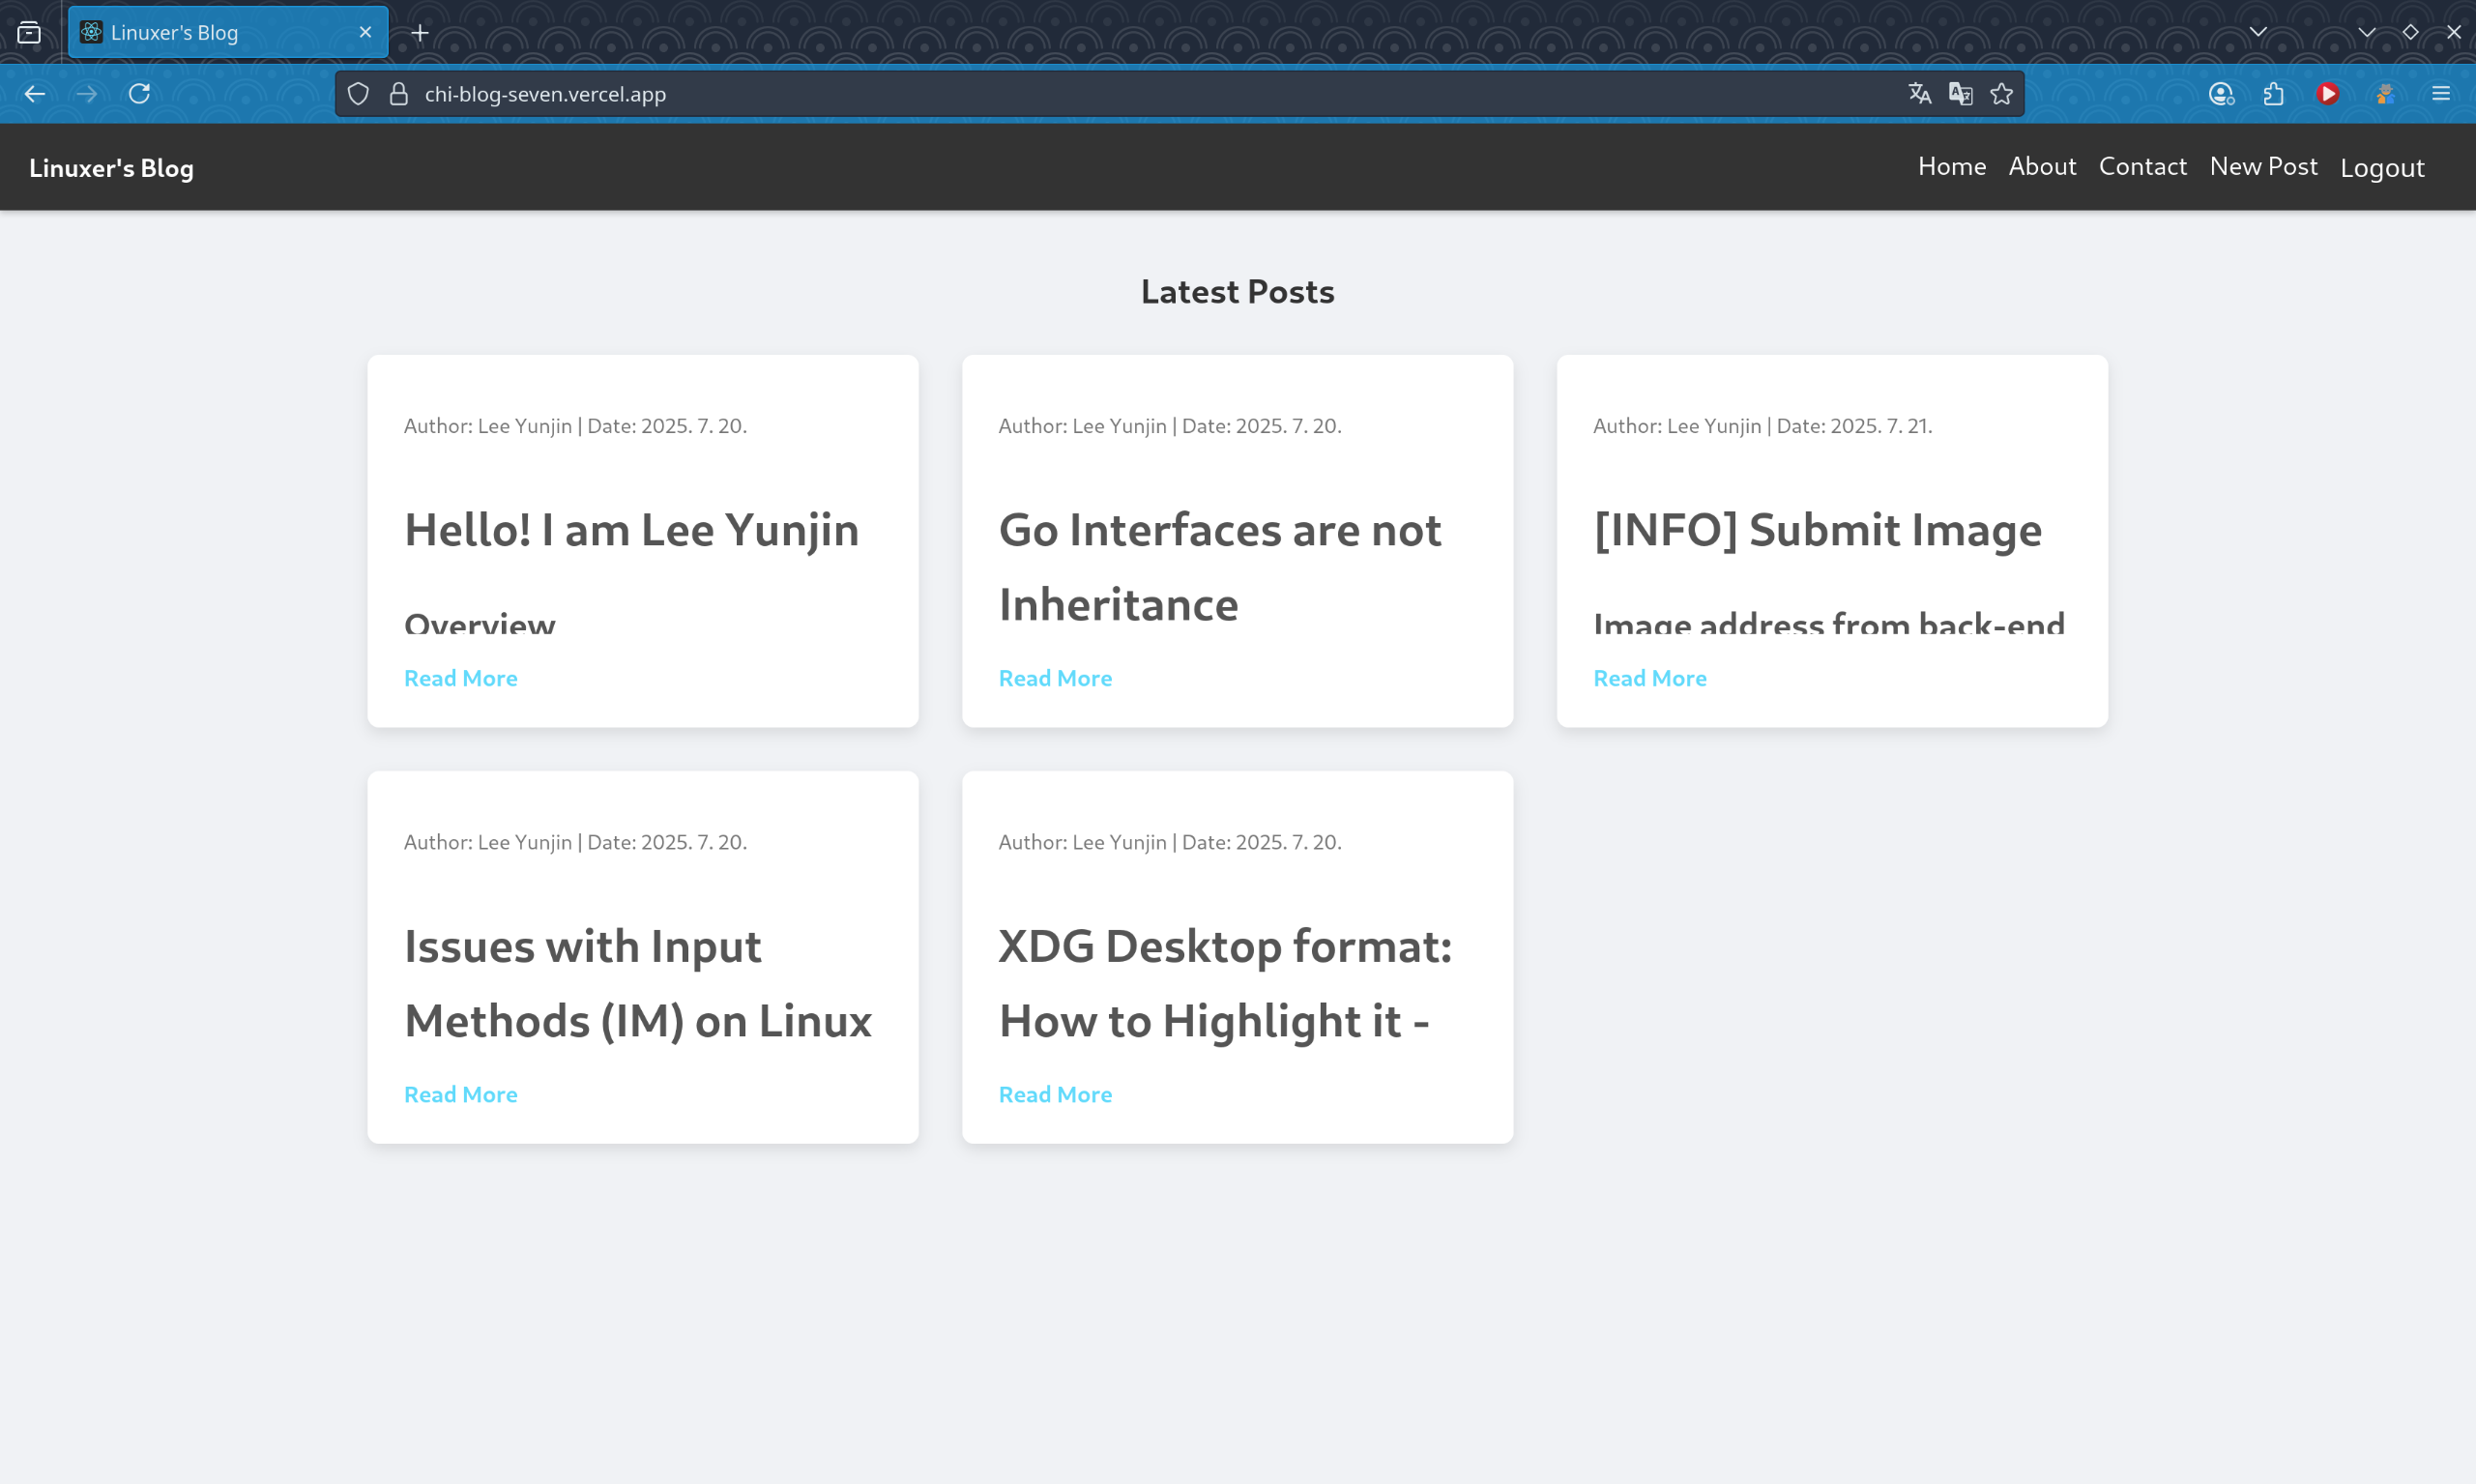 Linuxer's Blog
chi-blog-seven.vercel.app
Linuxer's Blog
Home About Contact New Post Logout
Latest Posts
Author: Lee Yunjin | Date: 2025. 7. 20.
Hello! I am Lee Yunjin
Overview
Read More
Author: Lee Yunjin | Date: 2025. 7. 20.
Go Interfaces are not
Inheritance
Read More
Author: Lee Yunjin | Date: 2025. 7. 21.
[INFO] Submit Image
Image address from back-end
Read More
Author: Lee Yunjin | Date: 2025. 7. 20.
Issues with Input
Methods (IM) on Linux
Read More
Author: Lee Yunjin | Date: 2025. 7. 20.
XDG Desktop format:
How to Highlight it -
Read More